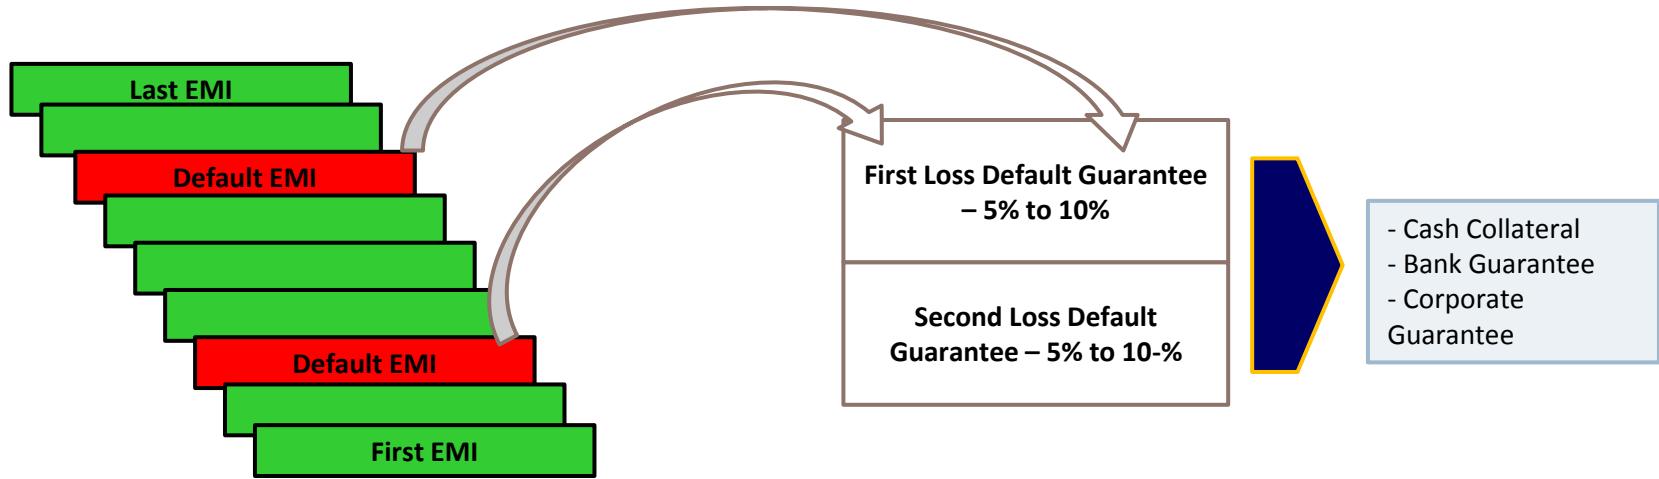 Last EMI
Default EMI
Default EMI
First EMI
First Loss Default Guarantee
– 5% to 10%
Second Loss Default
Guarantee – 5% to 10-%
- Cash Collateral
- Bank Guarantee
- Corporate
Guarantee